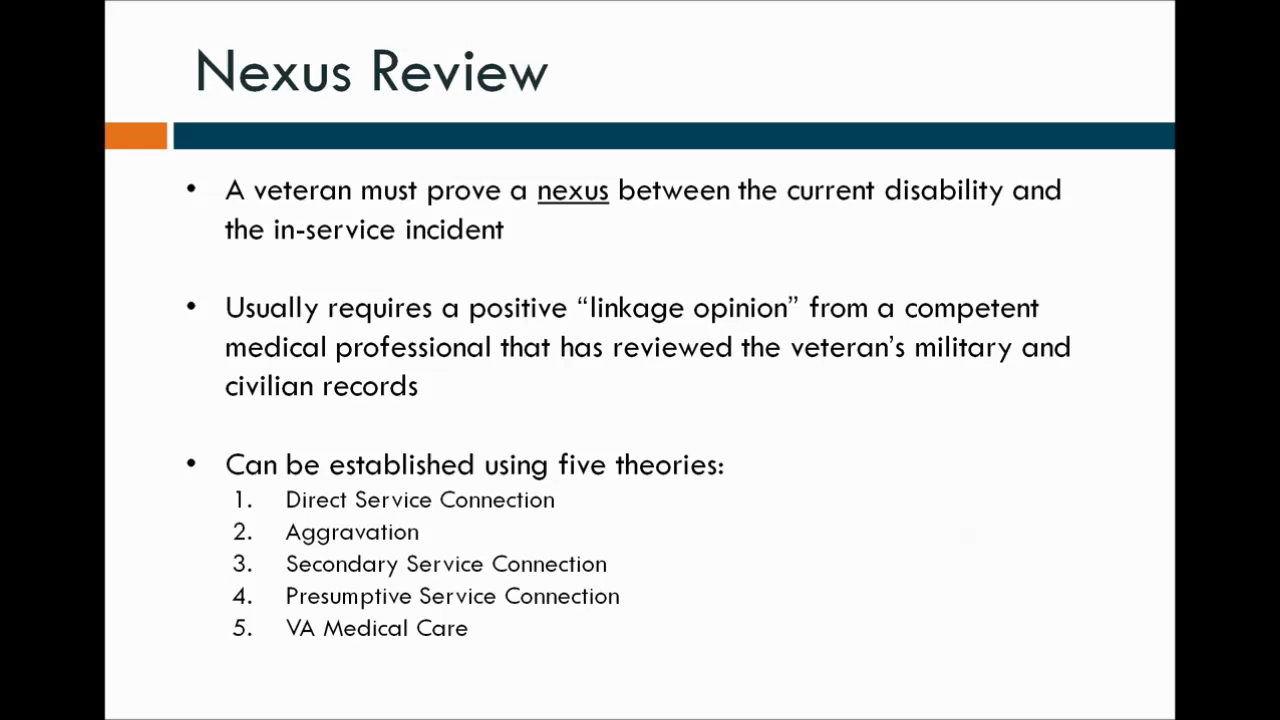 Nexus Review
• A veteran must prove a nexus between the current disability and
the in-service incident
• Usually requires a positive “linkage opinion” from a competent
medical professional that has reviewed the veteran’s military and
civilian records
• Can be established using five theories:
1. Direct Service Connection
2. Aggravation
3. Secondary Service Connection
4. Presumptive Service Connection
5. VA Medical Care